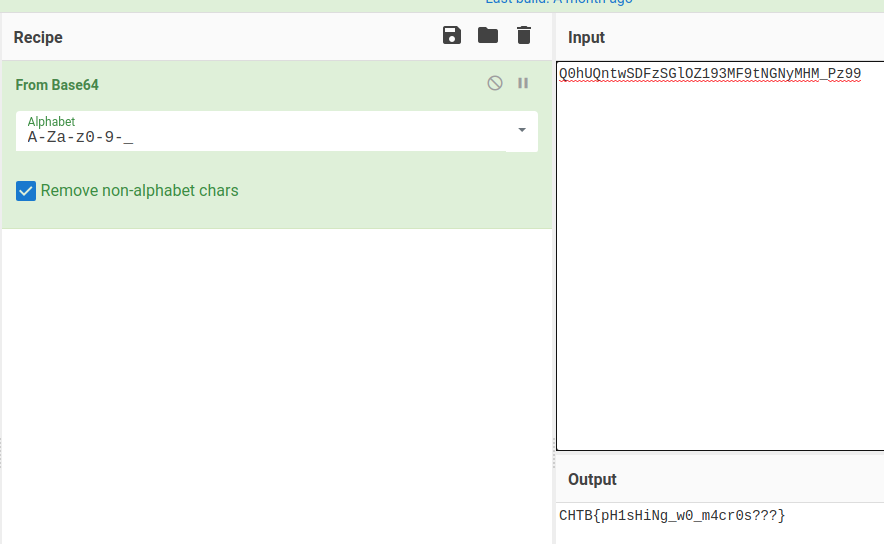 Last build: A month ago
Recipe
Input
From Base64
Alphabet
A-Za-z0-9-_
Remove non-alphabet chars
Q0hUQntwSDFzSGlOZ193MF9tNGNyMHM_Pz99
Output
CHTB{pH1sHiNg_w0_m4cr0s???}